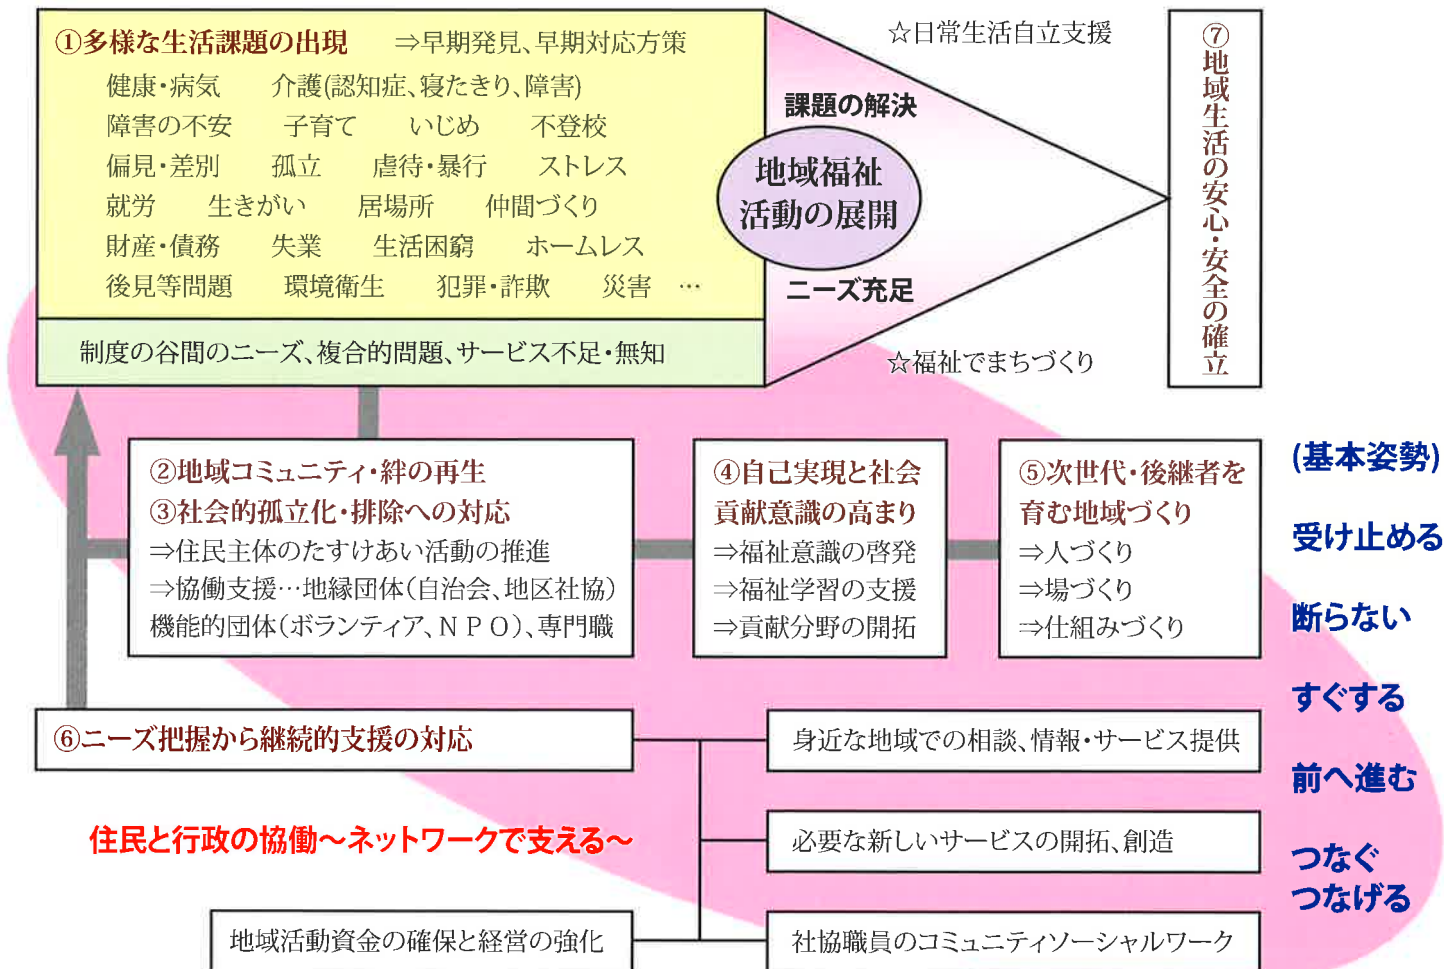 ①多様な生活課題の出現　⇒早期発見、早期対応方策
健康・病気　介護(認知症、寝たきり、障害)
障害の不安　子育て　いじめ　不登校
偏見・差別　孤立　虐待・暴行　ストレス
就労　生きがい　居場所　仲間づくり
財産・債務　失業　生活困窮　ホームレス
後見等問題　環境衛生　犯罪・詐欺　災害　…
制度の谷間のニーズ、複合的問題、サービス不足・無知
☆日常生活自立支援
課題の解決
地域福祉
活動の展開
ニーズ充足
☆福祉でまちづくり
⑦地域生活の安心・安全の確立
②地域コミュニティ・絆の再生
③社会的孤立化・排除への対応
⇒住民主体のたすけあい活動の推進
⇒協働支援…地縁団体(自治会、地区社協)
機能的団体(ボランティア、ＮＰＯ)、専門職
④自己実現と社会
貢献意識の高まり
⇒福祉意識の啓発
⇒福祉学習の支援
⇒貢献分野の開拓
⑤次世代・後継者を
育む地域づくり
⇒人づくり
⇒場づくり
⇒仕組みづくり
(基本姿勢)
受け止める
断らない
すぐする
前へ進む
つなぐ
つなげる
⑥ニーズ把握から継続的支援の対応
身近な地域での相談、情報・サービス提供
住民と行政の協働～ネットワークで支える～
必要な新しいサービスの開拓、創造
地域活動資金の確保と経営の強化
社協職員のコミュニティソーシャルワーク